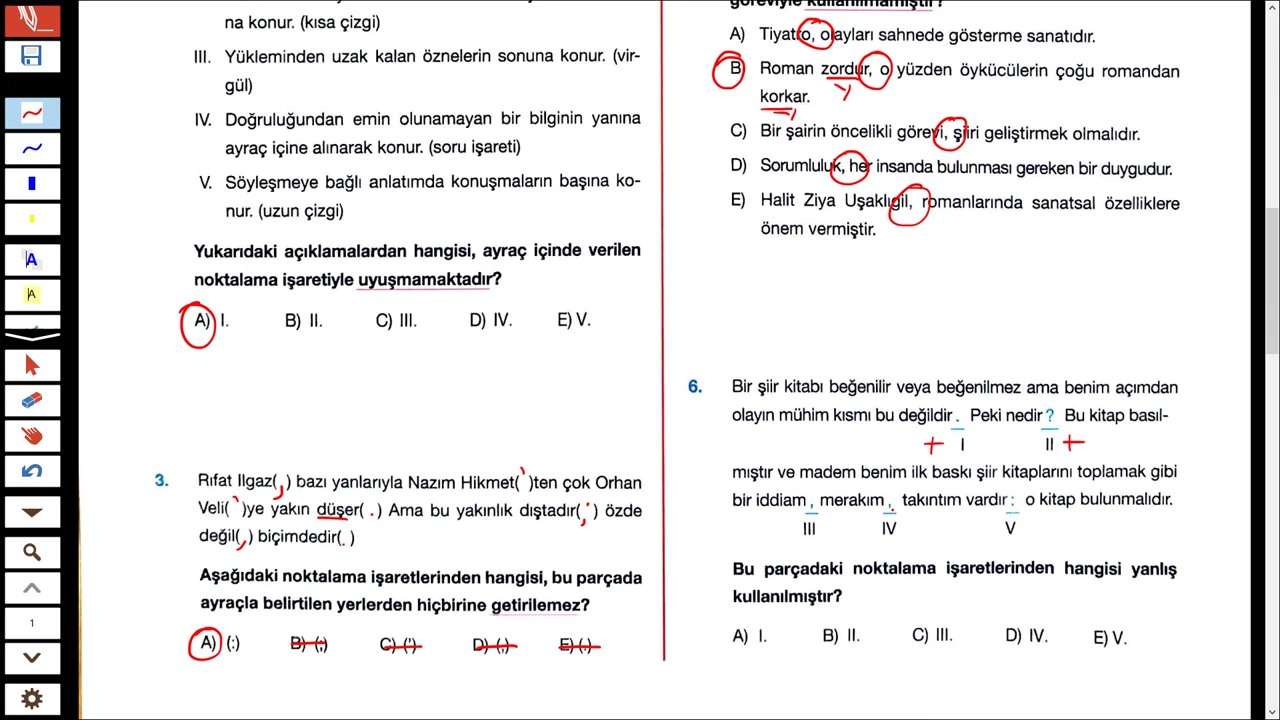 na konur. (kısa çizgi)
III. Yükleminden uzak kalan öznelerin sonuna konur. (vir-
gül)
IV. Doğruluğundan emin olunamayan bir bilginin yanına
ayraç içine alınarak konur. (soru işareti)
V. Söyleşmeye bağlı anlatımda konuşmaların başına ko-
nur. (uzun çizgi)
Yukarıdaki açıklamalardan hangisi, ayraç içinde verilen
noktalama işaretiyle uyuşmamaktadır?
A) I. B) II. C) III. D) IV. E) V.
3. Rıfat Ilgaz(,) bazı yanlarıyla Nazım Hikmet(')ten çok Orhan
Veli(')ye yakın düşer(.) Ama bu yakınlık dıştadır(;) özde
değil(,) biçimdedir(.)
Aşağıdaki noktalama işaretlerinden hangisi, bu parçada
ayraçla belirtilen yerlerden hiçbirine getirilemez?
A) (:) B) (;) C) (') D) (,) E) (.)
göreviyle kullanılmamıştır?
A) Tiyatro, olayları sahnede gösterme sanatıdır.
B) Roman zordur, o yüzden öykücülerin çoğu romandan
korkar.
C) Bir şairin öncelikli görevi, şiiri geliştirmek olmalıdır.
D) Sorumluluk, her insanda bulunması gereken bir duygudur.
E) Halit Ziya Uşaklıgil, romanlarında sanatsal özelliklere
önem vermiştir.
6. Bir şiir kitabı beğenilir veya beğenilmez ama benim açımdan
olayın mühim kısmı bu değildir. Peki nedir? Bu kitap basıl-
+ I II +
mıştır ve madem benim ilk baskı şiir kitaplarını toplamak gibi
bir iddiam, merakım, takıntım vardır: o kitap bulunmalıdır.
III IV V
Bu parçadaki noktalama işaretlerinden hangisi yanlış
kullanılmıştır?
A) I. B) II. C) III. D) IV. E) V.
A
A
1